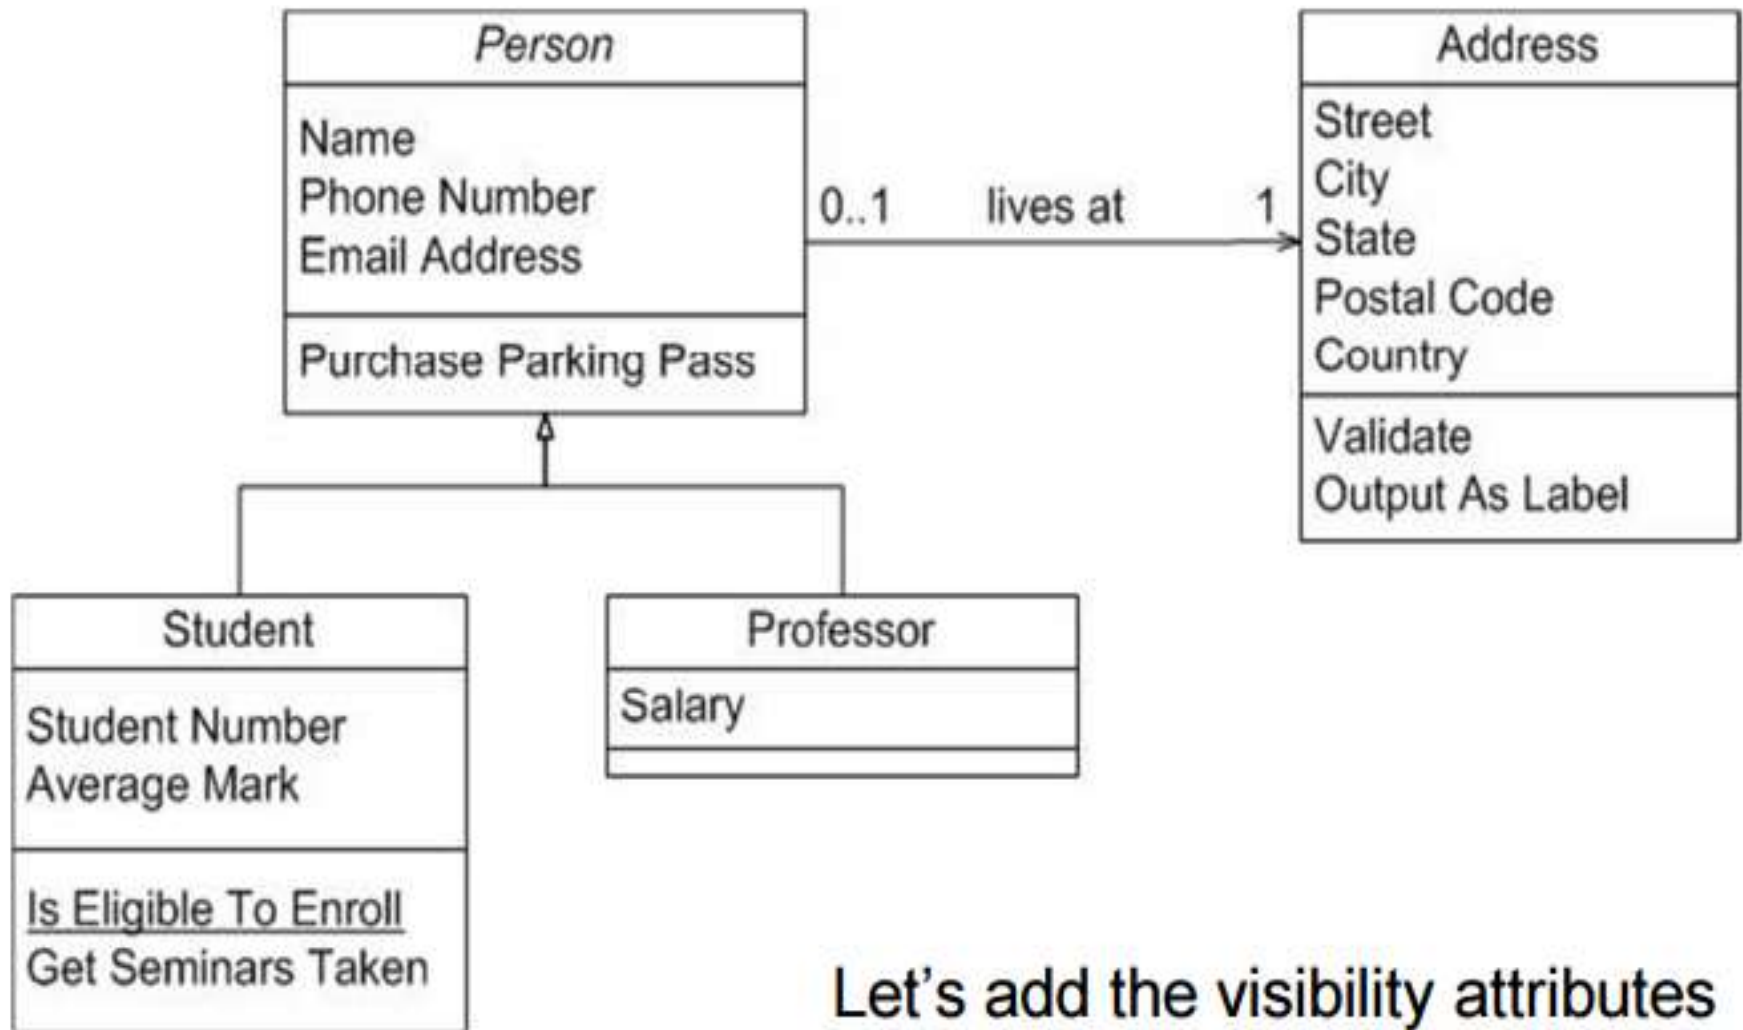 Person
Name
Phone Number
Email Address
Purchase Parking Pass
0..1
lives at
1
Address
Street
City
State
Postal Code
Country
Validate
Output As Label
Student
Student Number
Average Mark
Is Eligible To Enroll
Get Seminars Taken
Professor
Salary
Let's add the visibility attributes